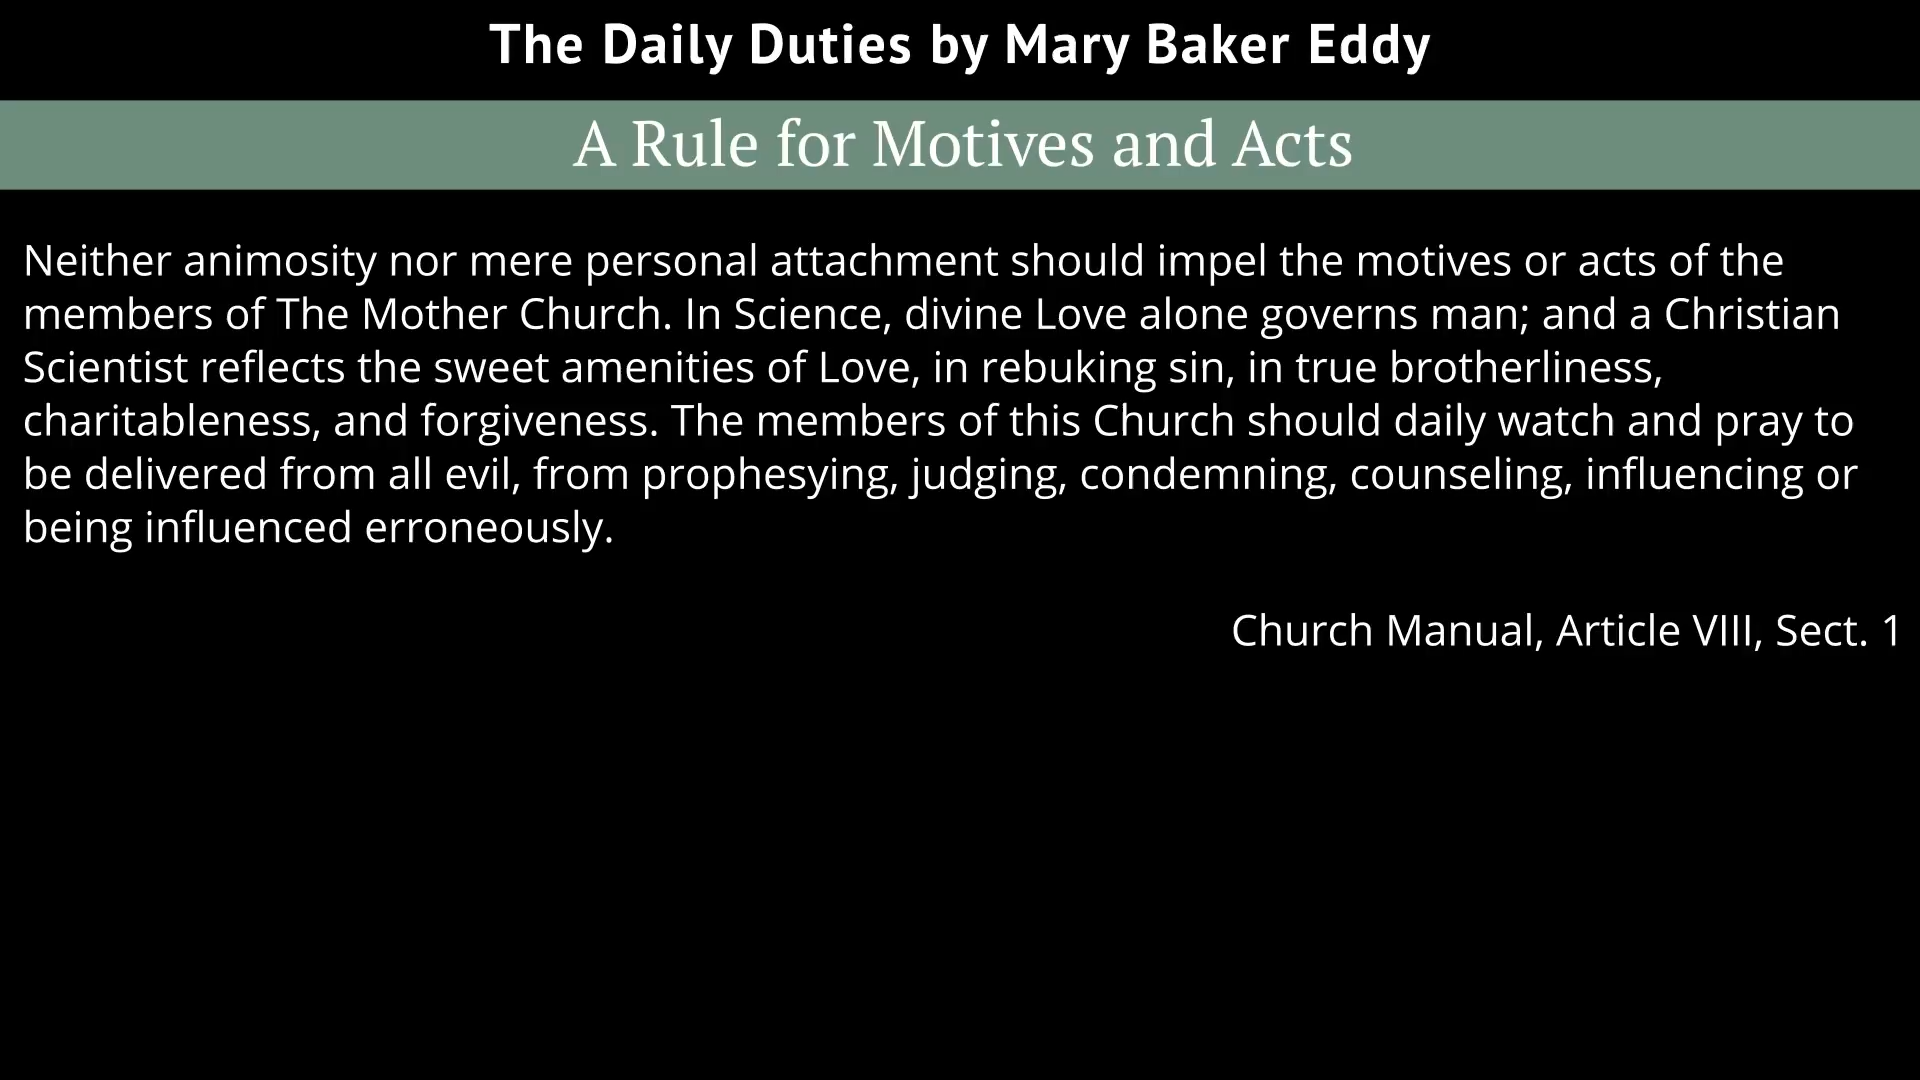 The Daily Duties by Mary Baker Eddy
A Rule for Motives and Acts
Neither animosity nor mere personal attachment should impel the motives or acts of the
members of The Mother Church. In Science, divine Love alone governs man; and a Christian
Scientist reflects the sweet amenities of Love, in rebuking sin, in true brotherliness,
charitableness, and forgiveness. The members of this Church should daily watch and pray to
be delivered from all evil, from prophesying, judging, condemning, counseling, influencing or
being influenced erroneously.
Church Manual, Article VIII, Sect. 1